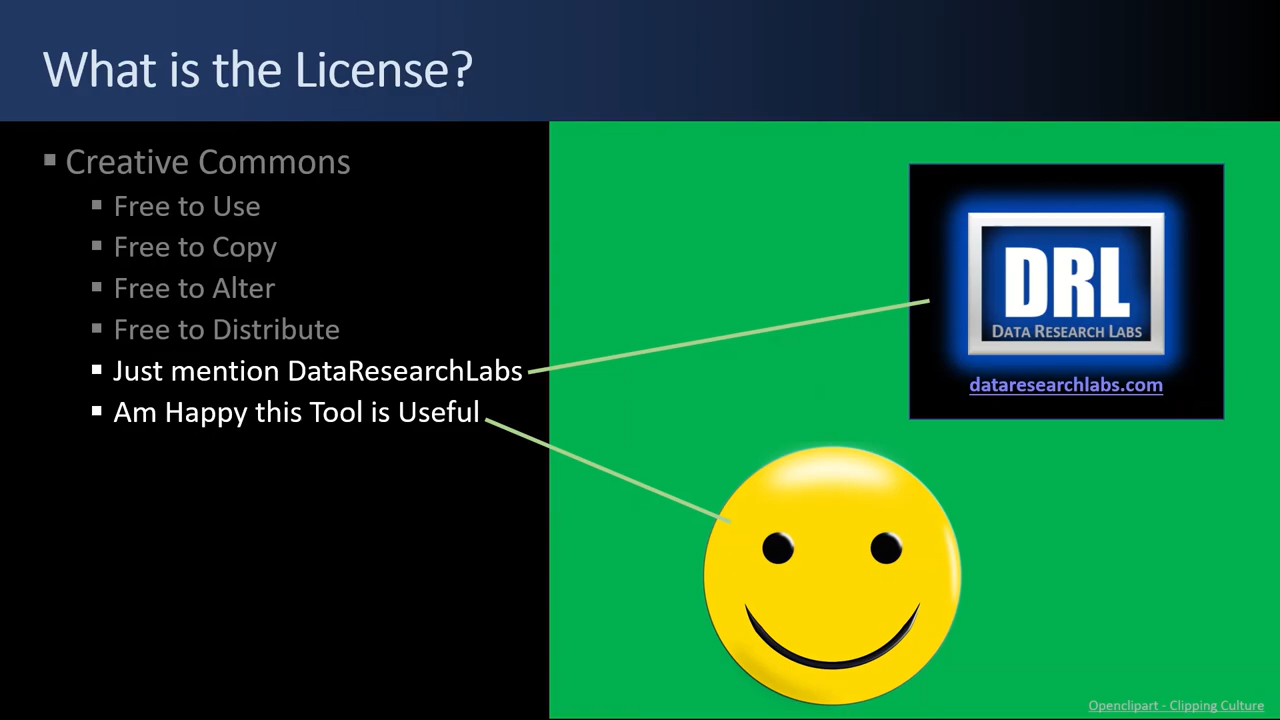 What is the License?
Creative Commons
Free to Use
Free to Copy
Free to Alter
Free to Distribute
Just mention DataResearchLabs
Am Happy this Tool is Useful
DRL
DATA RESEARCH LABS
dataresearchlabs.com
Openclipart - Clipping Culture